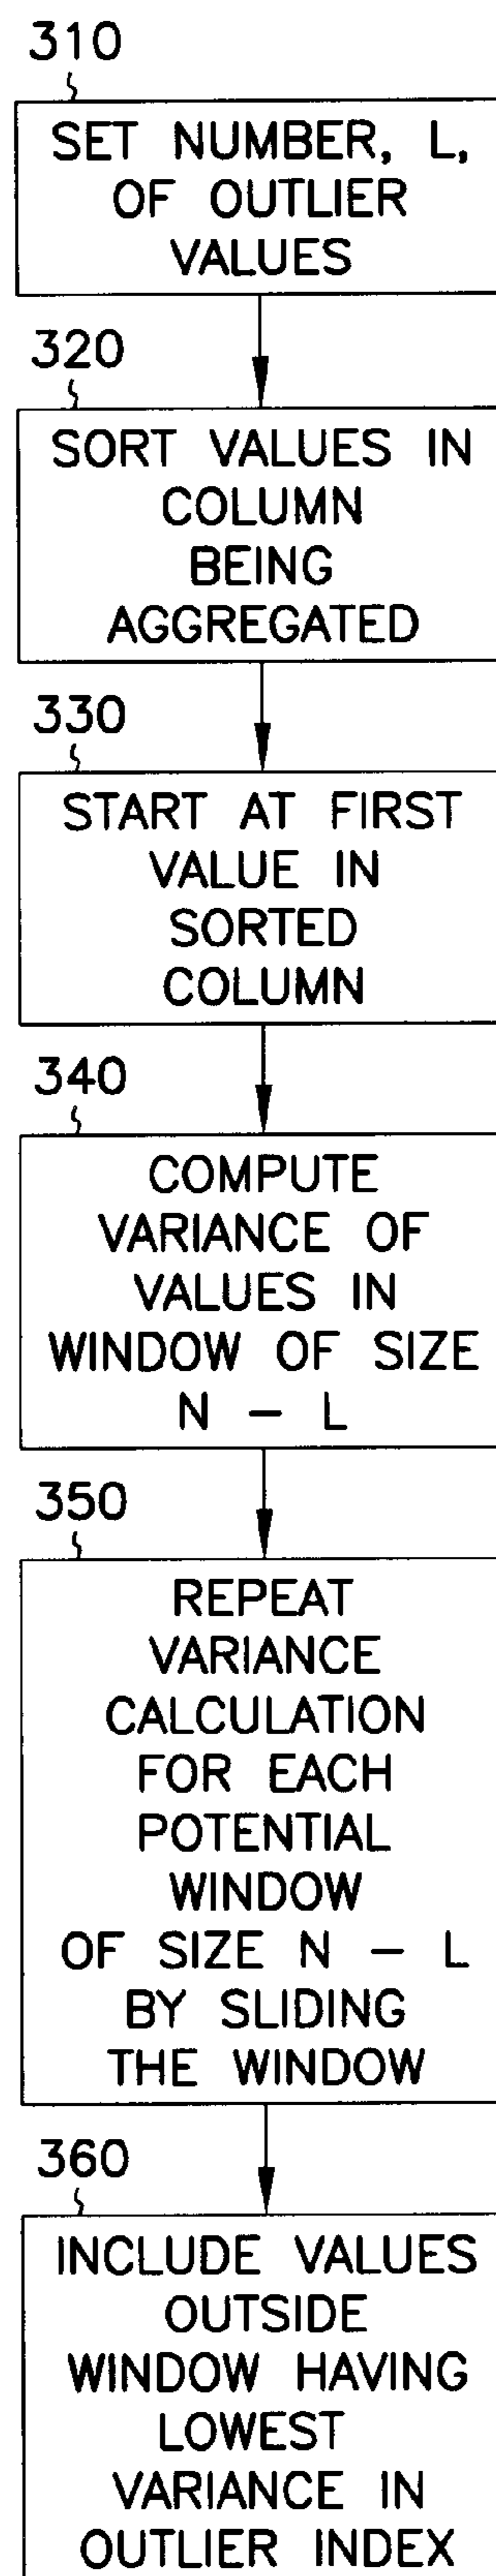 310
SET NUMBER, L,
OF OUTLIER
VALUES
320
SORT VALUES IN
COLUMN
BEING
AGGREGATED
330
START AT FIRST
VALUE IN
SORTED
COLUMN
340
COMPUTE
VARIANCE OF
VALUES IN
WINDOW OF SIZE
N – L
350
REPEAT
VARIANCE
CALCULATION
FOR EACH
POTENTIAL
WINDOW
OF SIZE N – L
BY SLIDING
THE WINDOW
360
INCLUDE VALUES
OUTSIDE
WINDOW HAVING
LOWEST
VARIANCE IN
OUTLIER INDEX